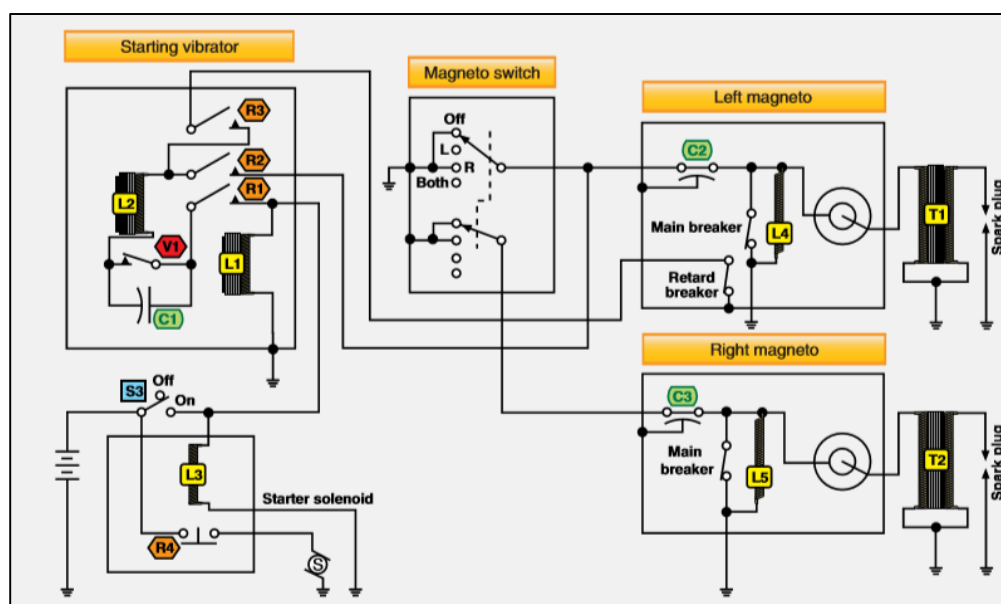 Starting vibrator
Magneto switch
Left magneto
R3
R2
R1
L2
V1
L1
C1
Off
L
R
Both
C2
Main breaker
L4
Retard
breaker
T1
Spark plug
Right magneto
C3
Main
breaker
L5
T2
Spark plug
S3
Off
On
L3
Starter solenoid
R4
S